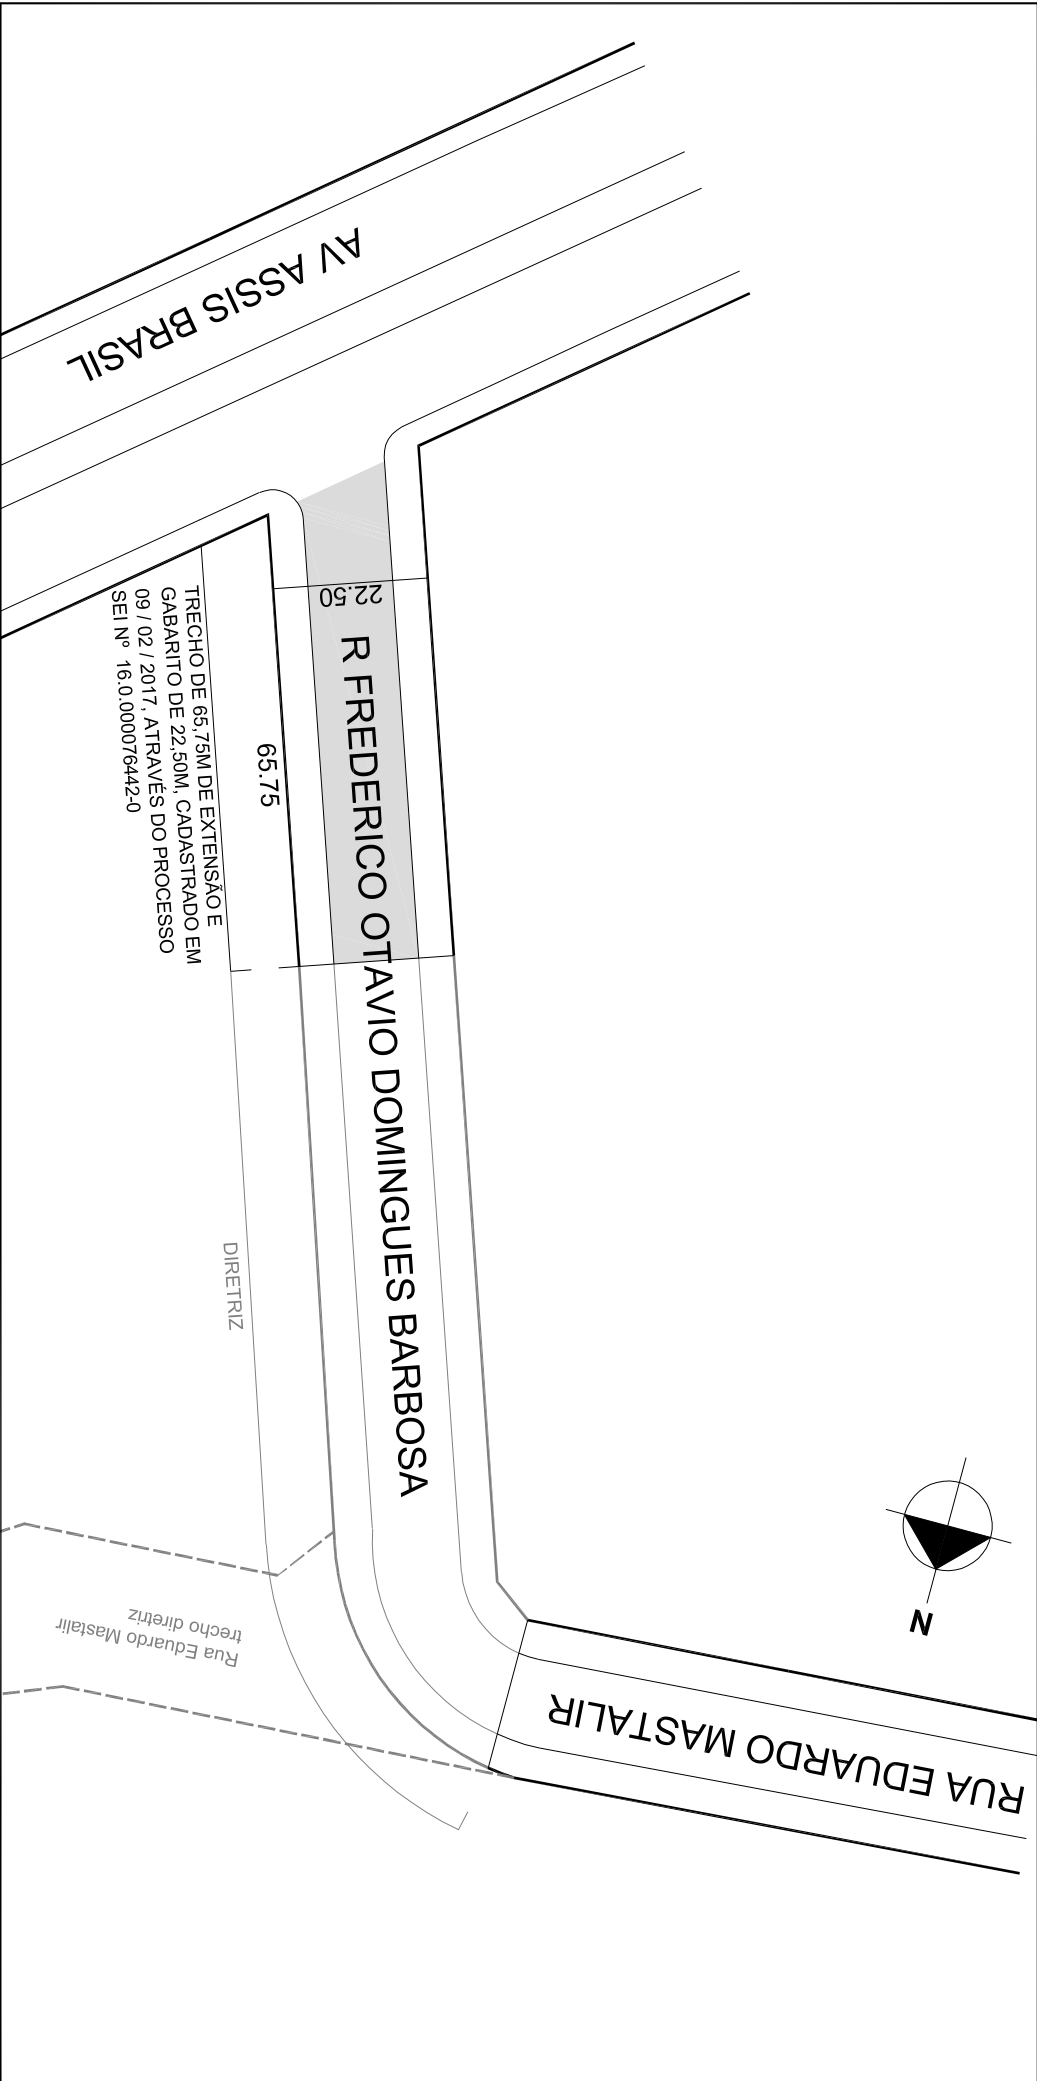 AV ASSIS BRASIL
22.50
R FREDERICO OTAVIO DOMINGUES BARBOSA
65.75
TRECHO DE 65,75M DE EXTENSÃO E
GABARITO DE 22,50M, CADASTRADO EM
09 / 02 / 2017, ATRAVÉS DO PROCESSO
SEI Nº 16.0.000076442-0
DIRETRIZ
Rua Eduardo Mastalir
trecho diretriz
N
RUA EDUARDO MASTALIR